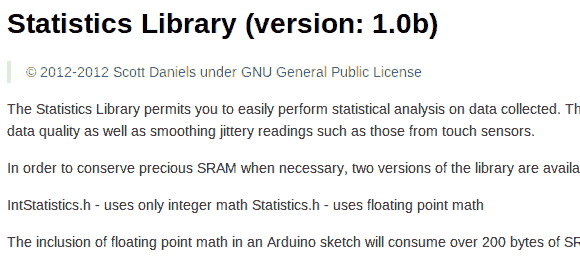 Statistics Library (version: 1.0b)
© 2012-2012 Scott Daniels under GNU General Public License
The Statistics Library permits you to easily perform statistical analysis on data collected. Th
data quality as well as smoothing jittery readings such as those from touch sensors.
In order to conserve precious SRAM when necessary, two versions of the library are availa
IntStatistics.h - uses only integer math Statistics.h - uses floating point math
The inclusion of floating point math in an Arduino sketch will consume over 200 bytes of SR